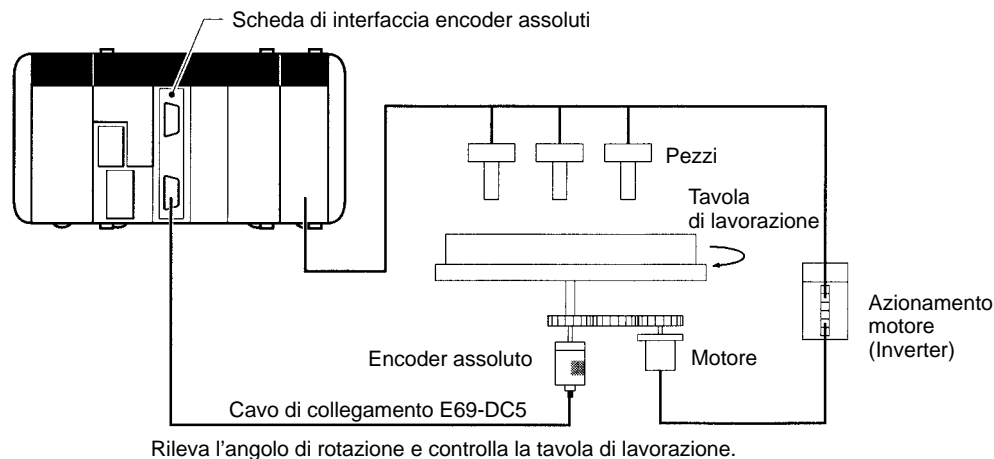 Scheda di interfaccia encoder assoluti
Pezzi
Tavola
di lavorazione
Azionamento
motore
(Inverter)
Encoder assoluto
Motore
Cavo di collegamento E69-DC5
Rileva l'angolo di rotazione e controlla la tavola di lavorazione.